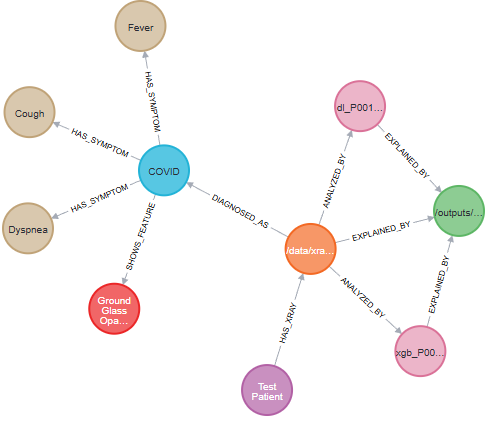 Fever
HAS_SYMPTOM
Cough
HAS_SYMPTOM
COVID
HAS_SYMPTOM
Dyspnea
SHOWS_FEATURE
Ground
Glass
Opa...
DIAGNOSED_AS
/data/xra...
HAS_XRAY
Test
Patient
ANALYZED_BY
dl_P001...
EXPLAINED_BY
EXPLAINED_BY
/outputs/...
ANALYZED_BY
xgb_P00...
EXPLAINED_BY